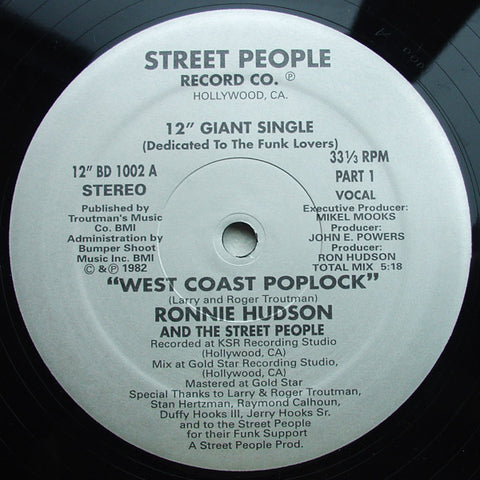 STREET PEOPLE
RECORD CO. ℗
HOLLYWOOD, CA.
12" GIANT SINGLE
(Dedicated To The Funk Lovers)
12" BD 1002 A
STEREO
33 1/3 RPM
PART 1
VOCAL
Published by
Troutman's Music
Co. BMI
Administration by
Bumper Shoot
Music Inc. BMI
© & ℗ 1982
Executive Producer:
MIKEL MOOKS
Producer:
JOHN E. POWERS
Producer:
RON HUDSON
TOTAL MIX 5:18
"WEST COAST POPLOCK"
(Larry and Roger Troutman)
RONNIE HUDSON
AND THE STREET PEOPLE
Recorded at KSR Recording Studio
(Hollywood, CA)
Mix at Gold Star Recording Studio,
(Hollywood, CA)
Mastered at Gold Star
Special Thanks to Larry & Roger Troutman,
Stan Hertzman, Raymond Calhoun,
Duffy Hooks III, Jerry Hooks Sr.
and to the Street People
for their Funk Support
A Street People Prod.